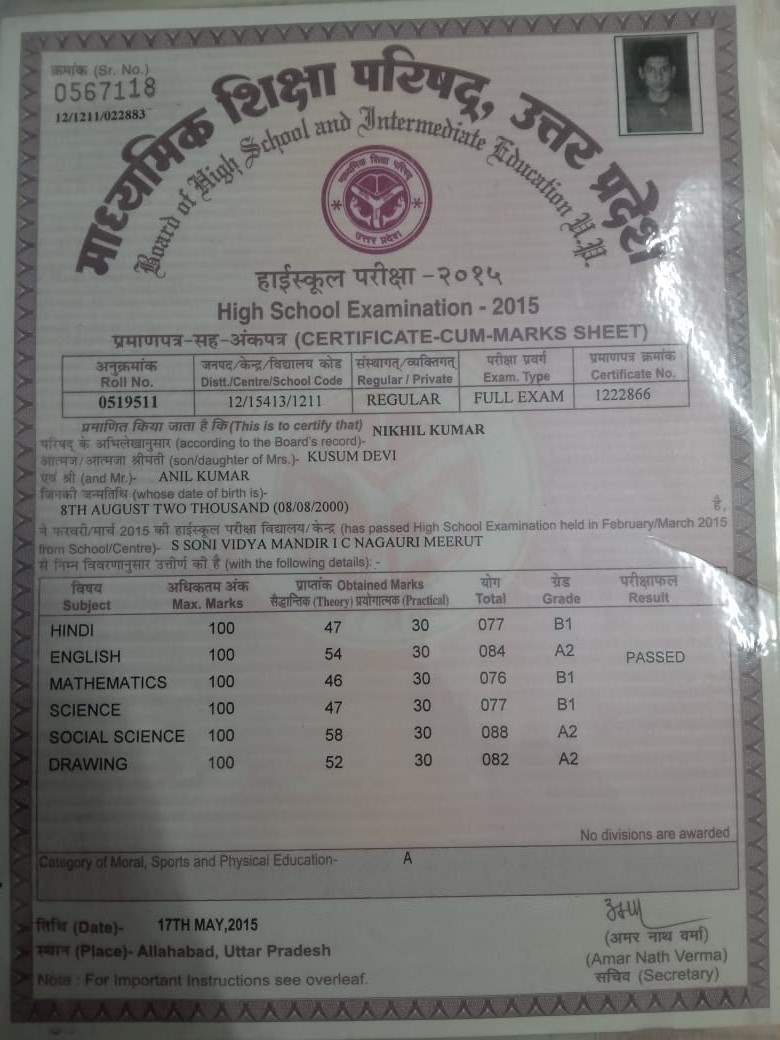 क्रमांक (Sr. No.)
0567118
12/1211/022883
माध्यमिक शिक्षा परिषद, उत्तर प्रदेश
Board of High School and Intermediate Education U.P.
माध्यमिक शिक्षा परिषद
उत्तर प्रदेश
हाईस्कूल परीक्षा - २०१५
High School Examination - 2015
प्रमाणपत्र-सह-अंकपत्र (CERTIFICATE-CUM-MARKS SHEET)
अनुक्रमांक जनपद/केन्द्र/विद्यालय कोड संस्थागत्/व्यक्तिगत् परीक्षा प्रवर्ग प्रमाणपत्र क्रमांक
Roll No. Distt./Centre/School Code Regular / Private Exam. Type Certificate No.
0519511 12/15413/1211 REGULAR FULL EXAM 1222866
प्रमाणित किया जाता है कि (This is to certify that) NIKHIL KUMAR
परिषद के अभिलेखानुसार (according to the Board's record)-
आत्मज/आत्मजा श्रीमती (son/daughter of Mrs.)- KUSUM DEVI
एवं श्री (and Mr.)- ANIL KUMAR
जिनकी जन्मतिथि (whose date of birth is)-
8TH AUGUST TWO THOUSAND (08/08/2000) है,
ने फरवरी/मार्च 2015 की हाईस्कूल परीक्षा विद्यालय/केन्द्र (has passed High School Examination held in February/March 2015
from School/Centre)- S SONI VIDYA MANDIR I C NAGAURI MEERUT
से निम्न विवरणानुसार उत्तीर्ण की है (with the following details): -
विषय अधिकतम अंक प्राप्तांक Obtained Marks योग ग्रेड परीक्षाफल
Subject Max. Marks सैद्धान्तिक (Theory) प्रयोगात्मक (Practical) Total Grade Result
HINDI 100 47 30 077 B1
ENGLISH 100 54 30 084 A2 PASSED
MATHEMATICS 100 46 30 076 B1
SCIENCE 100 47 30 077 B1
SOCIAL SCIENCE 100 58 30 088 A2
DRAWING 100 52 30 082 A2
No divisions are awarded
Category of Moral, Sports and Physical Education- A
तिथि (Date)- 17TH MAY,2015
स्थान (Place)- Allahabad, Uttar Pradesh
Note : For Important Instructions see overleaf.
(अमर नाथ वर्मा)
(Amar Nath Verma)
सचिव (Secretary)